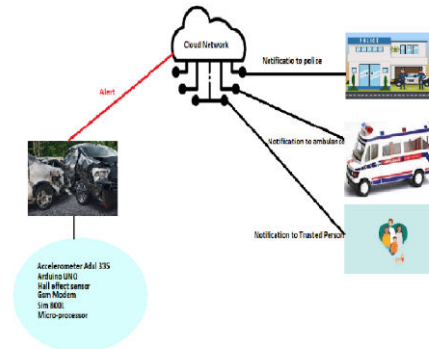 Cloud Network
Notificatio to police
POLICE
Alert
Notification to ambulance
Notification to Trusted Person
Accelerometer Adxl 335
Arduino UNO
Hall effect sensor
Gsm Modem
Sim 800L
Micro-processor